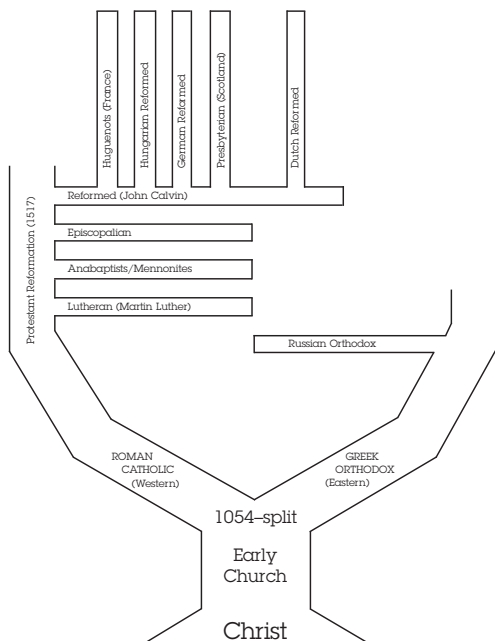 Huguenots (France)
Hungarian Reformed
German Reformed
Presbyterian (Scotland)
Dutch Reformed
Protestant Reformation (1517)
Reformed (John Calvin)
Episcopalian
Anabaptists/Mennonites
Lutheran (Martin Luther)
Russian Orthodox
ROMAN
CATHOLIC
(Western)
GREEK
ORTHODOX
(Eastern)
1054–split
Early
Church
Christ